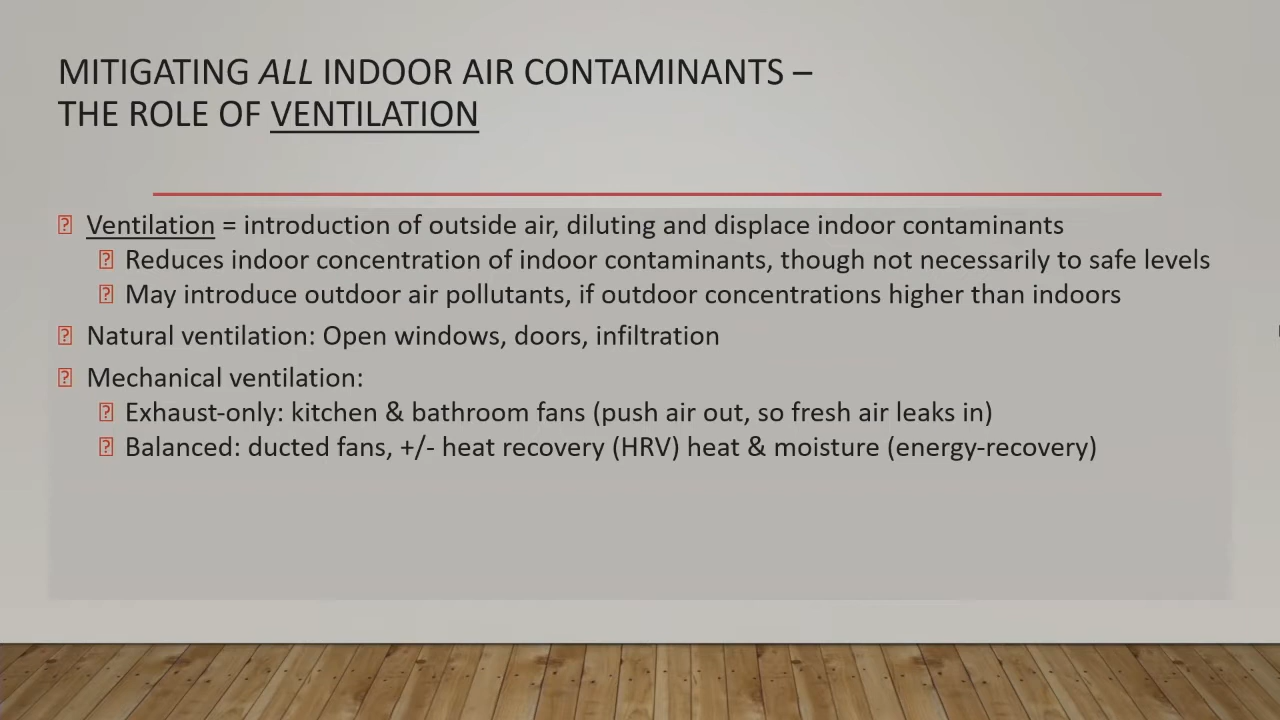 MITIGATING ALL INDOOR AIR CONTAMINANTS –
THE ROLE OF VENTILATION
Ventilation = introduction of outside air, diluting and displace indoor contaminants
Reduces indoor concentration of indoor contaminants, though not necessarily to safe levels
May introduce outdoor air pollutants, if outdoor concentrations higher than indoors
Natural ventilation: Open windows, doors, infiltration
Mechanical ventilation:
Exhaust-only: kitchen & bathroom fans (push air out, so fresh air leaks in)
Balanced: ducted fans, +/- heat recovery (HRV) heat & moisture (energy-recovery)